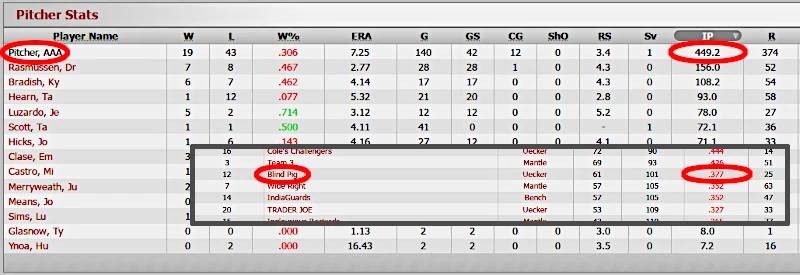 Pitcher Stats
Player Name W L W% ERA G GS CG ShO RS Sv IP R
Pitcher, AAA 19 43 .306 7.25 140 42 12 0 3.4 1 449.2 374
Rasmussen, Dr 7 8 .467 2.77 28 28 1 0 4.3 0 156.0 52
Bradish, Ky 6 7 .462 4.14 17 17 0 0 4.4 0 108.2 54
Hearn, Ta 1 12 .077 5.32 21 20 0 0 2.8 0 93.0 58
Luzardo, Je 5 2 .714 3.12 12 12 0 0 5.2 0 78.0 27
Scott, Ta 1 1 .500 4.11 41 0 0 0 - 1 72.1 36
Hicks, Jo 1 6 .143 4.16 27 12 0 0 3.5 0 71.1 33
Clase, Em 3
16 Cole's Challengers Uecker 72 90 .444 14
Castro, Mi 1
3 Team 3 Mantle 69 93 .426 51
12 Blind Pig Uecker 61 101 .377 25
Merryweath, Ju 2
7 Wide Right Mantle 57 105 .352 63
Means, Jo 0
14 IndiaGuards Bench 57 105 .352 47
Sims, Lu 1
20 TRADER JOE Uecker 53 109 .327 33
Glasnow, Ty 0 0 .000 1.13 2 2 0 0 3.0 0 8.0 1
Ynoa, Hu 0 2 .000 16.43 2 2 0 0 3.5 0 7.2 16